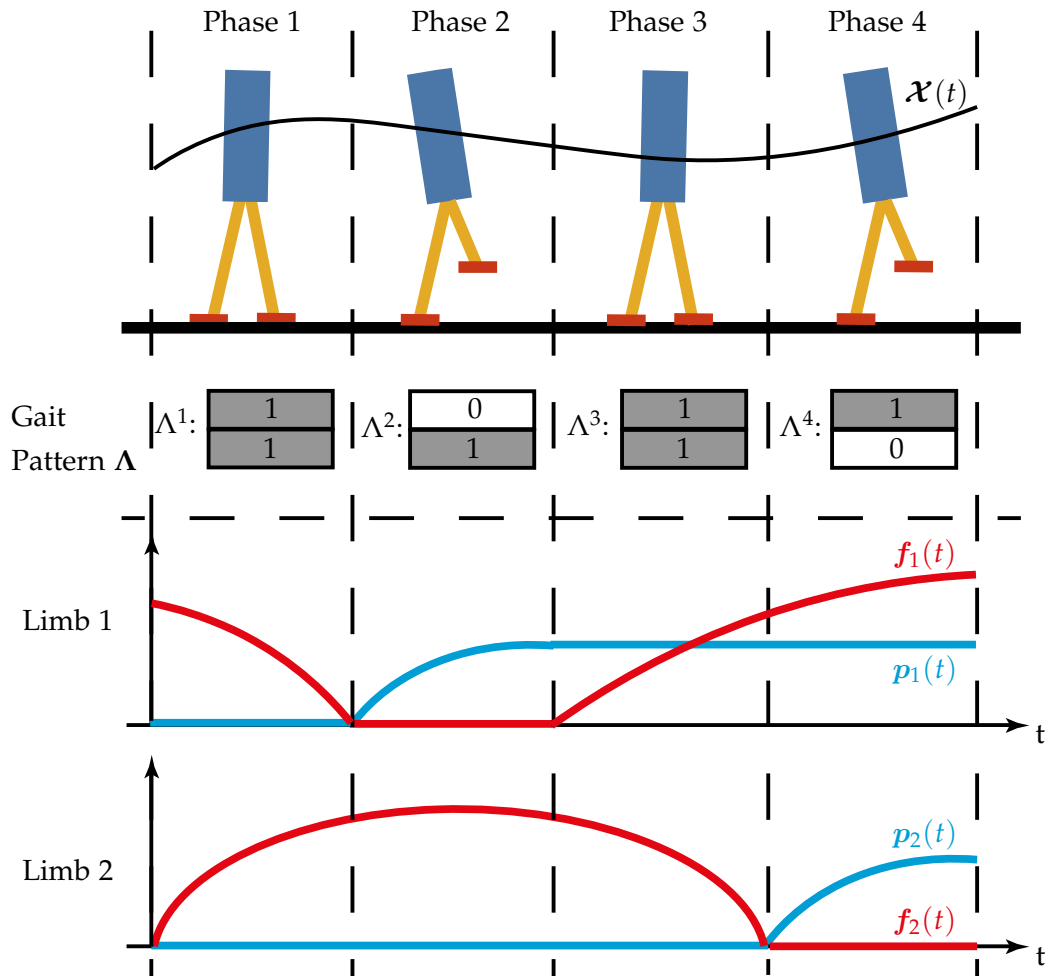 Phase 1 Phase 2 Phase 3 Phase 4
𝓧(t)
Gait Pattern Λ
Λ¹: 1 1
Λ²: 0 1
Λ³: 1 1
Λ⁴: 1 0
f₁(t)
Limb 1
p₁(t)
t
p₂(t)
Limb 2
f₂(t)
t